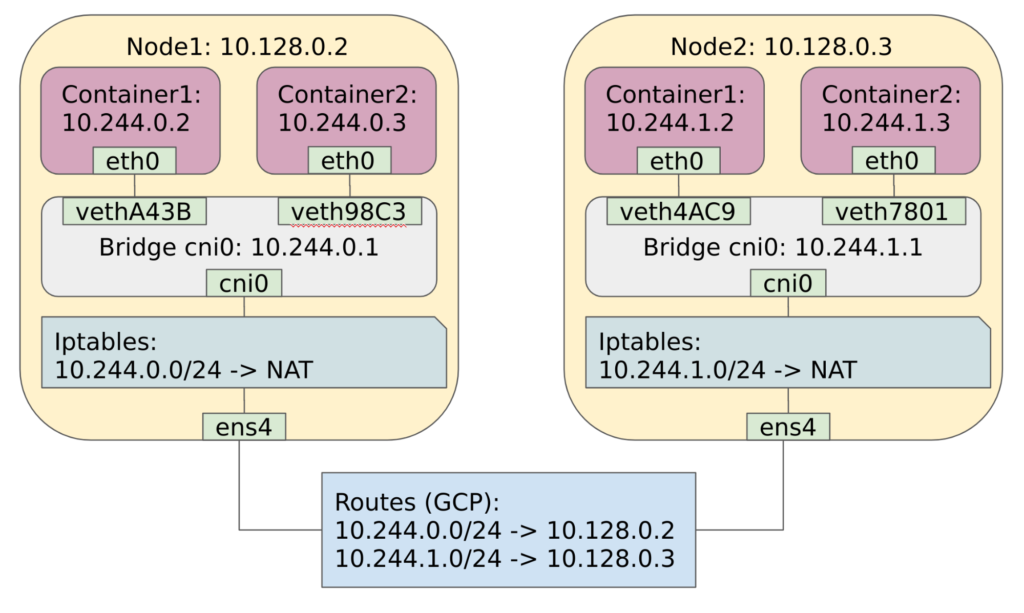 Node1: 10.128.0.2
Container1:
10.244.0.2
eth0
Container2:
10.244.0.3
eth0
vethA43B
veth98C3
Bridge cni0: 10.244.0.1
cni0
Iptables:
10.244.0.0/24 -> NAT
ens4
Node2: 10.128.0.3
Container1:
10.244.1.2
eth0
Container2:
10.244.1.3
eth0
veth4AC9
veth7801
Bridge cni0: 10.244.1.1
cni0
Iptables:
10.244.1.0/24 -> NAT
ens4
Routes (GCP):
10.244.0.0/24 -> 10.128.0.2
10.244.1.0/24 -> 10.128.0.3